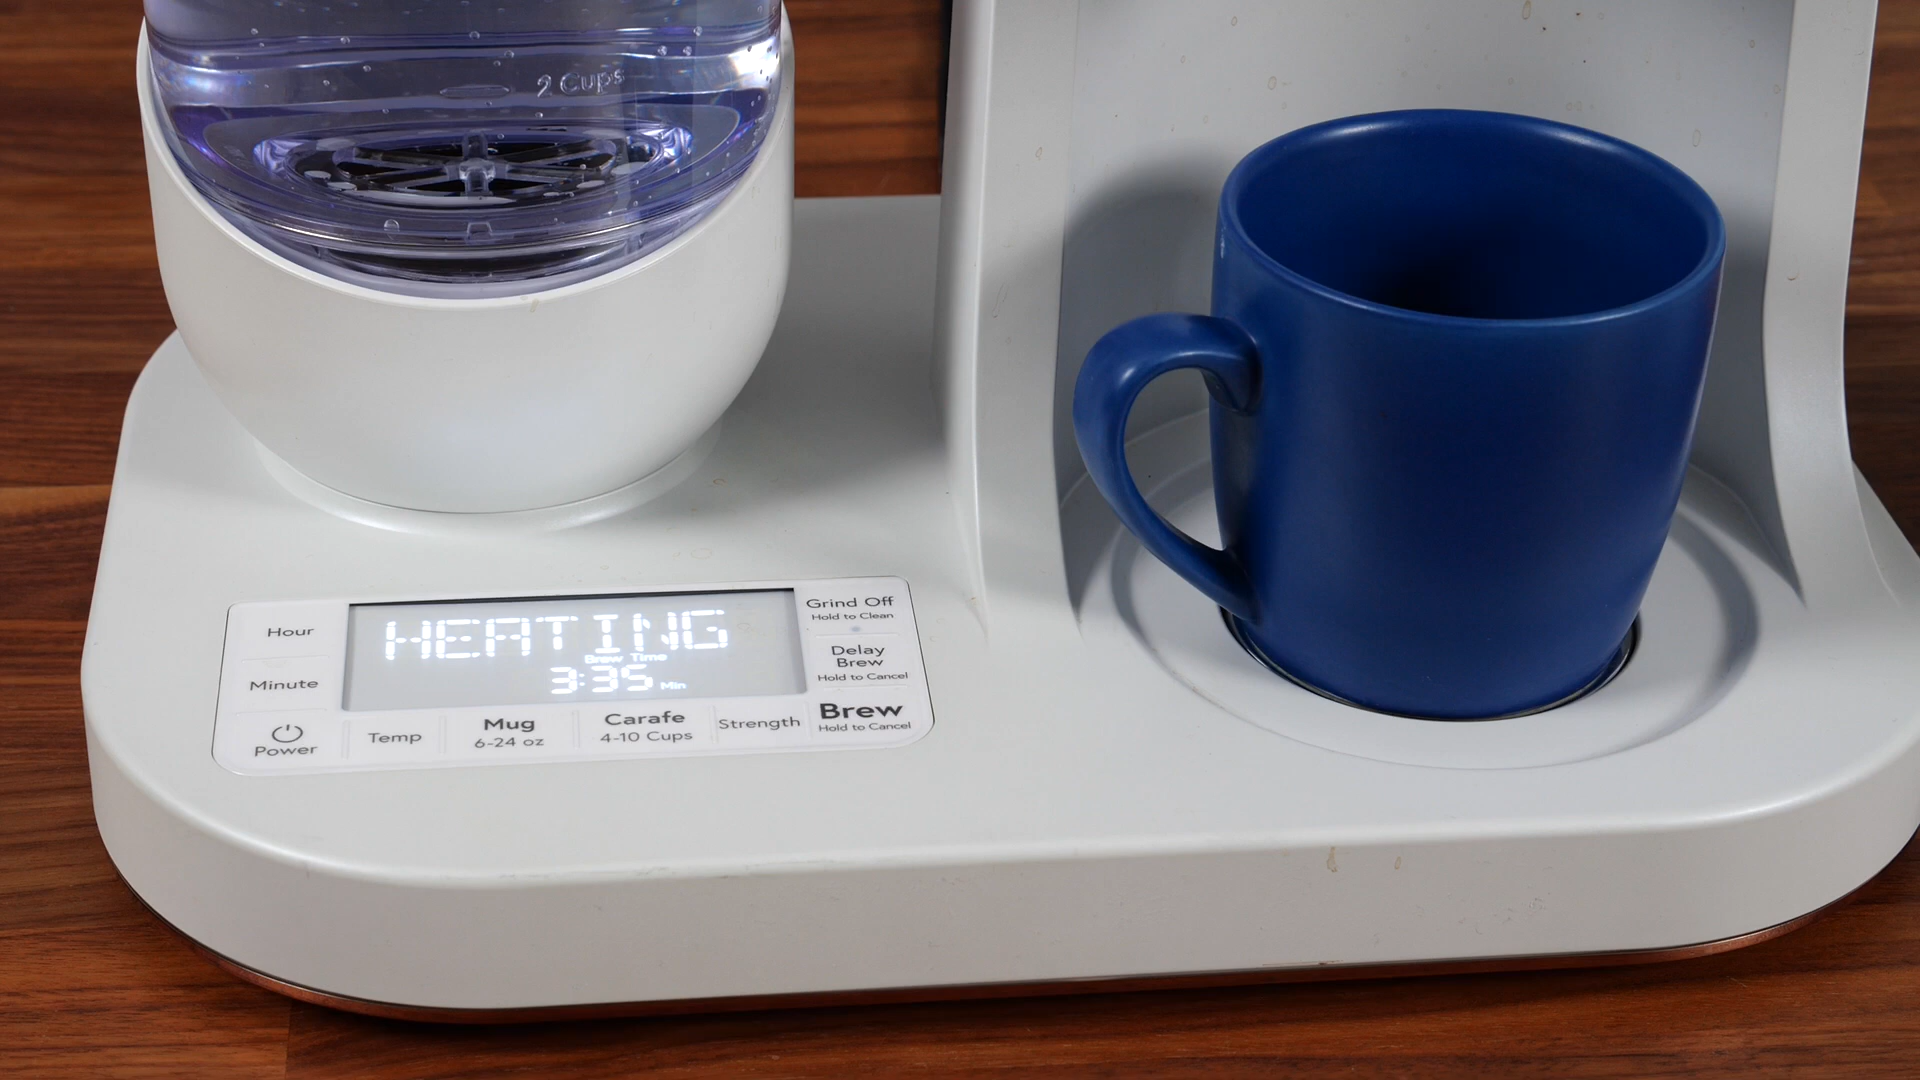 2 Cups
HEATING
Brew Time
3:35 Min
Hour
Minute
Power
Temp
Mug
6-24 oz
Carafe
4-10 Cups
Strength
Grind Off
Hold to Clean
Delay
Brew
Hold to Cancel
Brew
Hold to Cancel